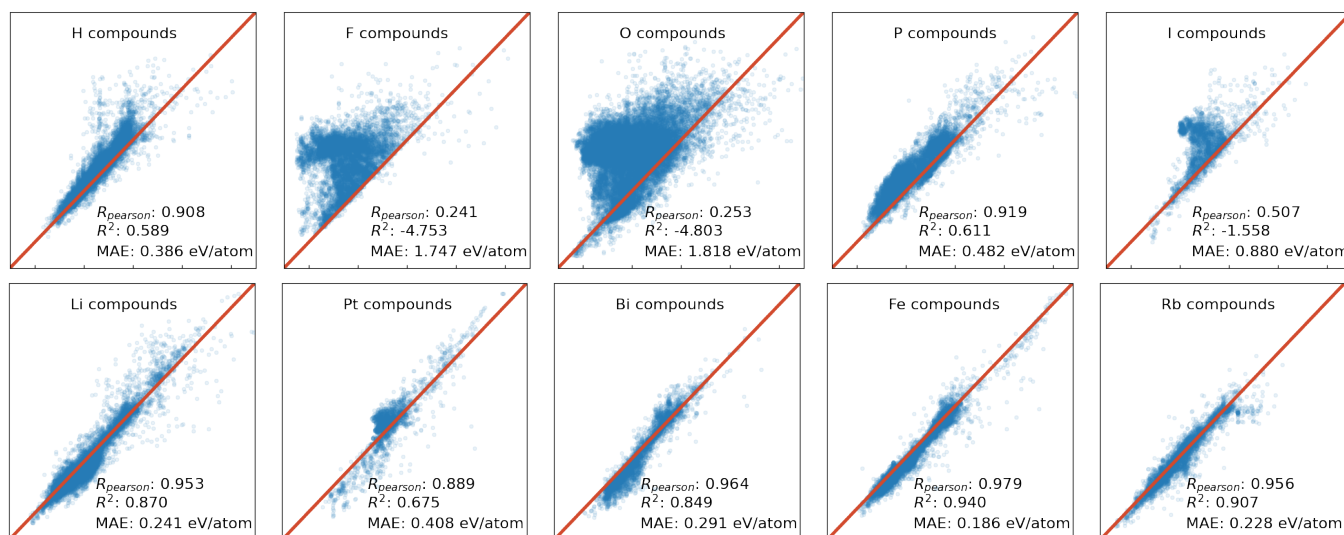 H compounds
R_pearson: 0.908
R²: 0.589
MAE: 0.386 eV/atom
F compounds
R_pearson: 0.241
R²: -4.753
MAE: 1.747 eV/atom
O compounds
R_pearson: 0.253
R²: -4.803
MAE: 1.818 eV/atom
P compounds
R_pearson: 0.919
R²: 0.611
MAE: 0.482 eV/atom
I compounds
R_pearson: 0.507
R²: -1.558
MAE: 0.880 eV/atom
Li compounds
R_pearson: 0.953
R²: 0.870
MAE: 0.241 eV/atom
Pt compounds
R_pearson: 0.889
R²: 0.675
MAE: 0.408 eV/atom
Bi compounds
R_pearson: 0.964
R²: 0.849
MAE: 0.291 eV/atom
Fe compounds
R_pearson: 0.979
R²: 0.940
MAE: 0.186 eV/atom
Rb compounds
R_pearson: 0.956
R²: 0.907
MAE: 0.228 eV/atom